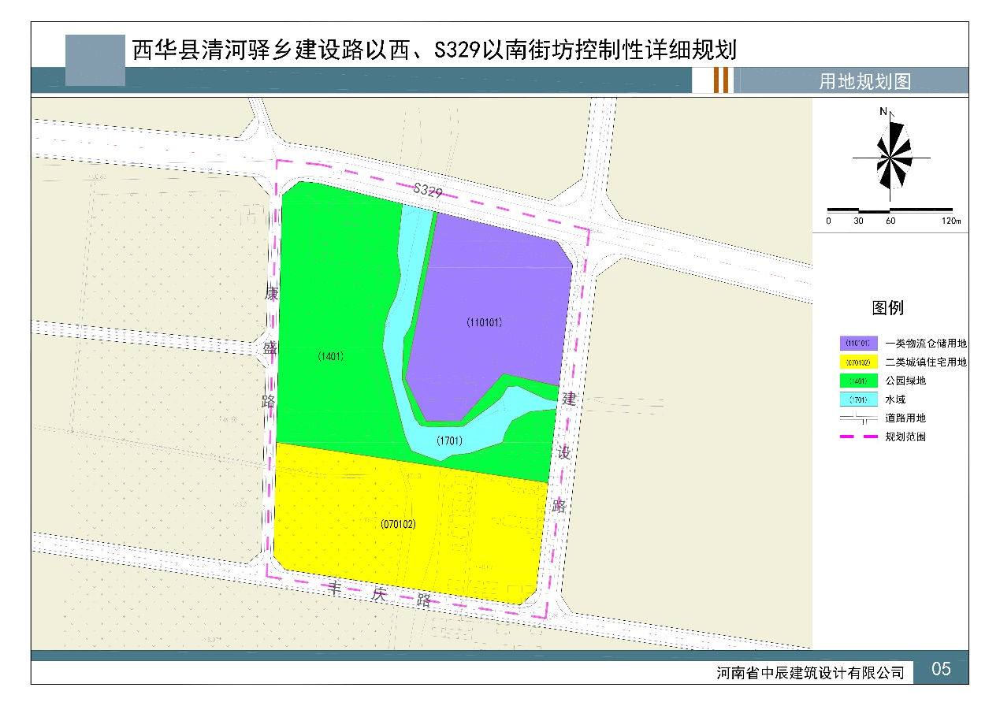 西华县清河驿乡建设路以西、S329以南街坊控制性详细规划
用地规划图
N
0 30 60 120m
S329
康盛路
(110101)
(1401)
(1701)
建设路
(070102)
丰庆路
图例
(110101) 一类物流仓储用地
(070102) 二类城镇住宅用地
(1401) 公园绿地
(1701) 水域
道路用地
规划范围
河南省中辰建筑设计有限公司
05